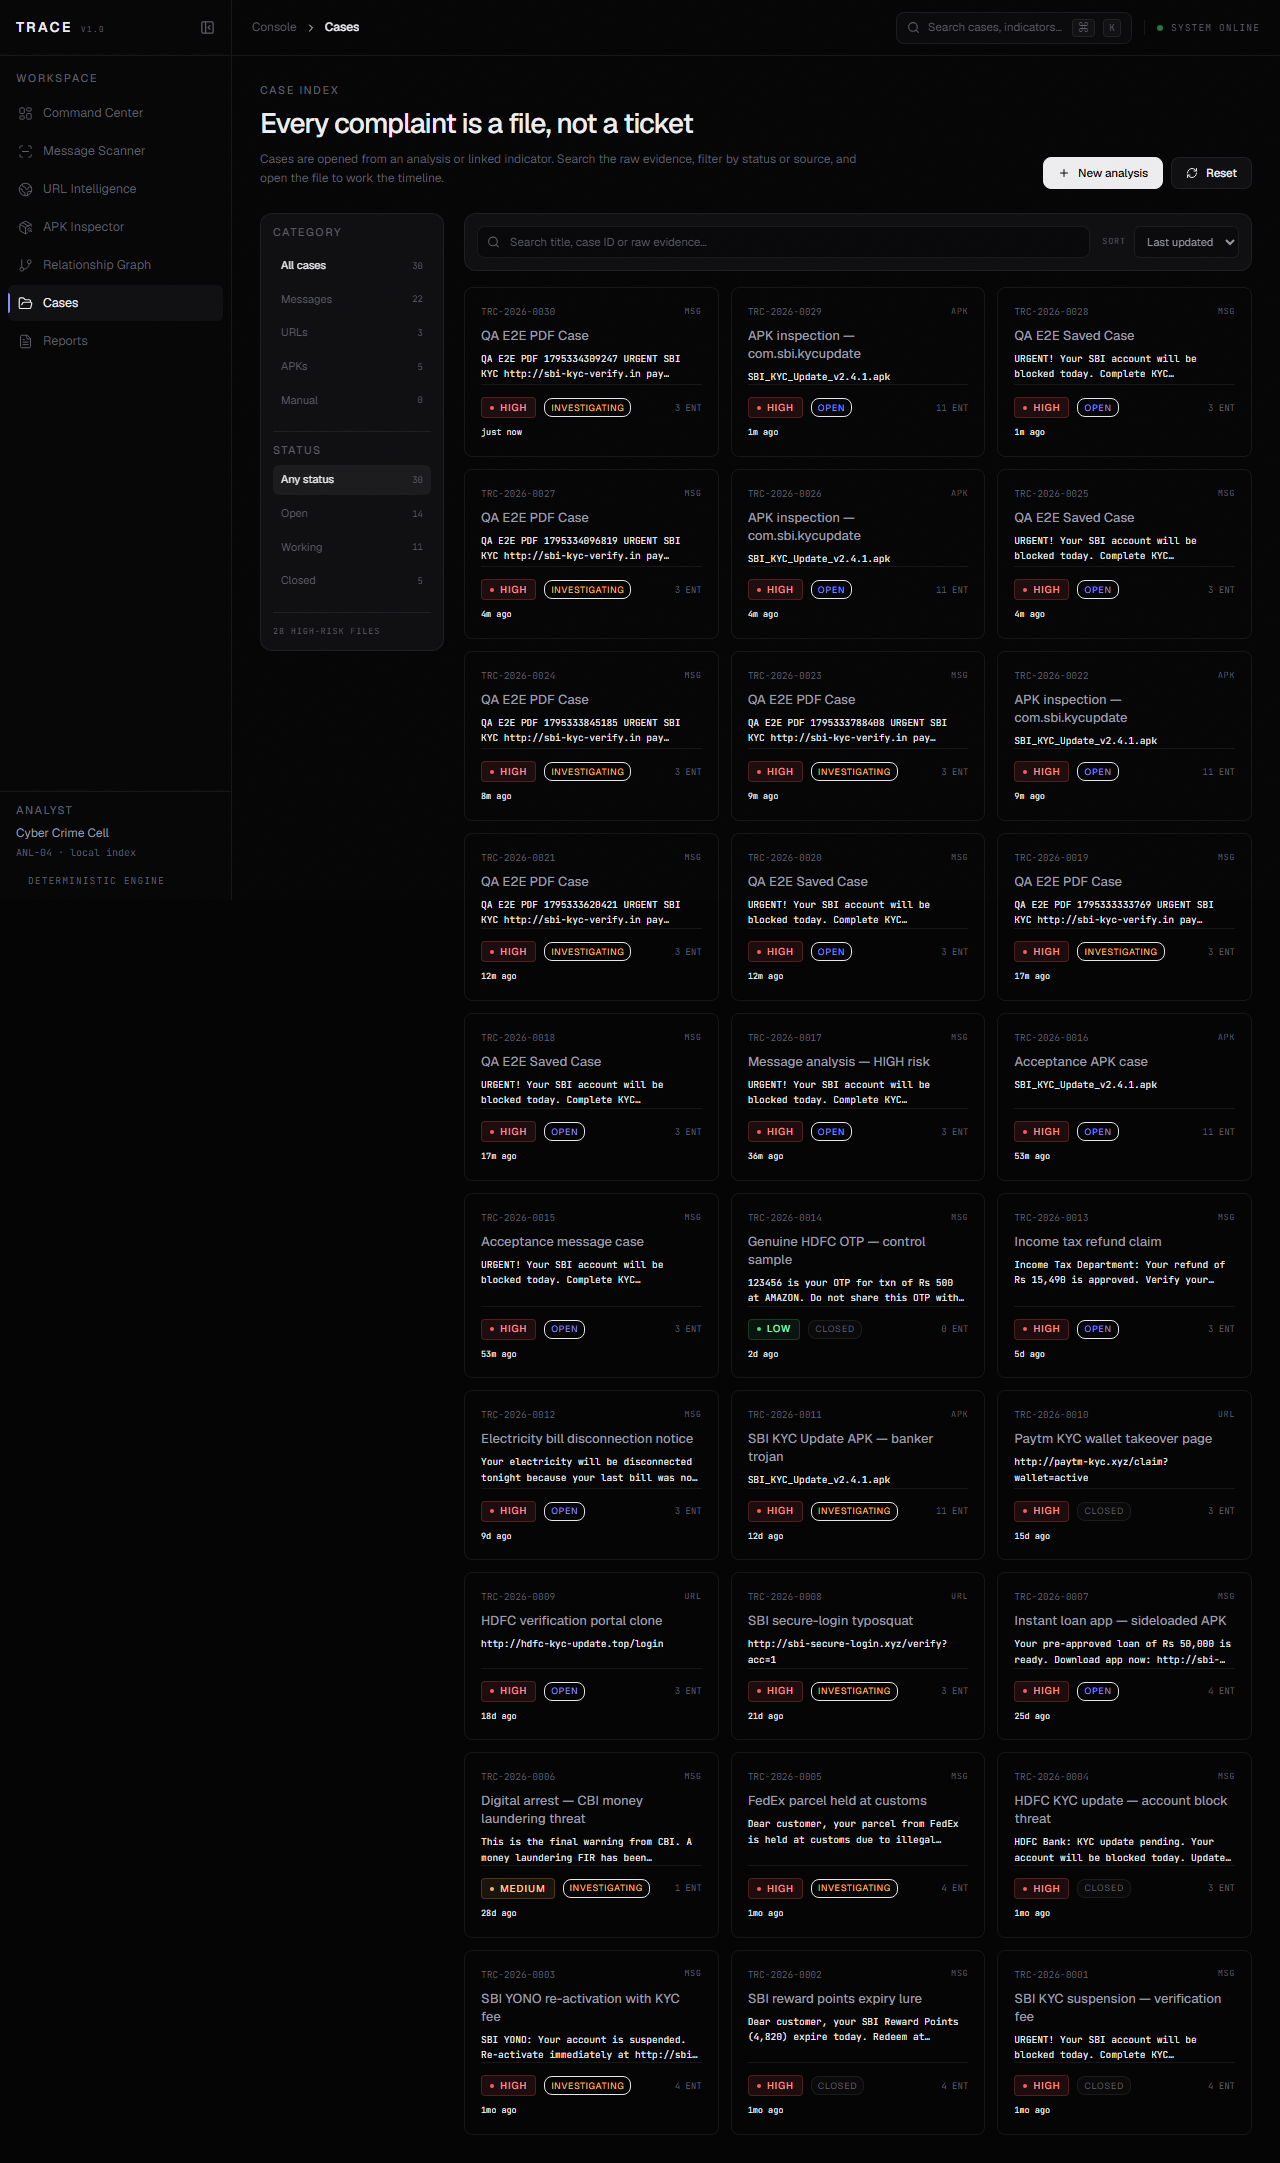 TRACE V1.0
Console > Cases
Search cases, indicators... ⌘ K
SYSTEM ONLINE
WORKSPACE
Command Center
Message Scanner
URL Intelligence
APK Inspector
Relationship Graph
Cases
Reports
ANALYST
Cyber Crime Cell
ANL-04 · local index
DETERMINISTIC ENGINE
CASE INDEX
Every complaint is a file, not a ticket
Cases are opened from an analysis or linked indicator. Search the raw evidence, filter by status or source, and
open the file to work the timeline.
+ New analysis
Reset
CATEGORY
All cases 30
Messages 22
URLs 3
APKs 5
Manual 0
STATUS
Any status 30
Open 14
Working 11
Closed 5
28 HIGH-RISK FILES
Search title, case ID or raw evidence...
SORT Last updated
TRC-2026-0030 MSG
QA E2E PDF Case
QA E2E PDF 1795334309247 URGENT SBI
KYC http://sbi-kyc-verify.in pay…
HIGH INVESTIGATING 3 ENT
just now
TRC-2026-0029 APK
APK inspection —
com.sbi.kycupdate
SBI_KYC_Update_v2.4.1.apk
HIGH OPEN 11 ENT
1m ago
TRC-2026-0028 MSG
QA E2E Saved Case
URGENT! Your SBI account will be
blocked today. Complete KYC…
HIGH OPEN 3 ENT
1m ago
TRC-2026-0027 MSG
QA E2E PDF Case
QA E2E PDF 1795334096819 URGENT SBI
KYC http://sbi-kyc-verify.in pay…
HIGH INVESTIGATING 3 ENT
4m ago
TRC-2026-0026 APK
APK inspection —
com.sbi.kycupdate
SBI_KYC_Update_v2.4.1.apk
HIGH OPEN 11 ENT
4m ago
TRC-2026-0025 MSG
QA E2E Saved Case
URGENT! Your SBI account will be
blocked today. Complete KYC…
HIGH OPEN 3 ENT
4m ago
TRC-2026-0024 MSG
QA E2E PDF Case
QA E2E PDF 1795333845185 URGENT SBI
KYC http://sbi-kyc-verify.in pay…
HIGH INVESTIGATING 3 ENT
8m ago
TRC-2026-0023 MSG
QA E2E PDF Case
QA E2E PDF 1795333788408 URGENT SBI
KYC http://sbi-kyc-verify.in pay…
HIGH INVESTIGATING 3 ENT
9m ago
TRC-2026-0022 APK
APK inspection —
com.sbi.kycupdate
SBI_KYC_Update_v2.4.1.apk
HIGH OPEN 11 ENT
9m ago
TRC-2026-0021 MSG
QA E2E PDF Case
QA E2E PDF 1795333620421 URGENT SBI
KYC http://sbi-kyc-verify.in pay…
HIGH INVESTIGATING 3 ENT
12m ago
TRC-2026-0020 MSG
QA E2E Saved Case
URGENT! Your SBI account will be
blocked today. Complete KYC…
HIGH OPEN 3 ENT
12m ago
TRC-2026-0019 MSG
QA E2E PDF Case
QA E2E PDF 1795333333769 URGENT SBI
KYC http://sbi-kyc-verify.in pay…
HIGH INVESTIGATING 3 ENT
17m ago
TRC-2026-0018 MSG
QA E2E Saved Case
URGENT! Your SBI account will be
blocked today. Complete KYC…
HIGH OPEN 3 ENT
17m ago
TRC-2026-0017 MSG
Message analysis — HIGH risk
URGENT! Your SBI account will be
blocked today. Complete KYC…
HIGH OPEN 3 ENT
36m ago
TRC-2026-0016 APK
Acceptance APK case
SBI_KYC_Update_v2.4.1.apk
HIGH OPEN 11 ENT
53m ago
TRC-2026-0015 MSG
Acceptance message case
URGENT! Your SBI account will be
blocked today. Complete KYC…
HIGH OPEN 3 ENT
53m ago
TRC-2026-0014 MSG
Genuine HDFC OTP — control
sample
123456 is your OTP for txn of Rs 500
at AMAZON. Do not share this OTP with…
LOW CLOSED 0 ENT
2d ago
TRC-2026-0013 MSG
Income tax refund claim
Income Tax Department: Your refund of
Rs 15,490 is approved. Verify your…
HIGH OPEN 3 ENT
5d ago
TRC-2026-0012 MSG
Electricity bill disconnection notice
Your electricity will be disconnected
tonight because your last bill was no…
HIGH OPEN 3 ENT
9d ago
TRC-2026-0011 APK
SBI KYC Update APK — banker
trojan
SBI_KYC_Update_v2.4.1.apk
HIGH INVESTIGATING 11 ENT
12d ago
TRC-2026-0010 URL
Paytm KYC wallet takeover page
http://paytm-kyc.xyz/claim?
wallet=active
HIGH CLOSED 3 ENT
15d ago
TRC-2026-0009 URL
HDFC verification portal clone
http://hdfc-kyc-update.top/login
HIGH OPEN 3 ENT
18d ago
TRC-2026-0008 URL
SBI secure-login typosquat
http://sbi-secure-login.xyz/verify?
acc=1
HIGH INVESTIGATING 3 ENT
21d ago
TRC-2026-0007 MSG
Instant loan app — sideloaded APK
Your pre-approved loan of Rs 50,000 is
ready. Download app now: http://sbi-…
HIGH OPEN 4 ENT
25d ago
TRC-2026-0006 MSG
Digital arrest — CBI money
laundering threat
This is the final warning from CBI. A
money laundering FIR has been…
MEDIUM INVESTIGATING 1 ENT
28d ago
TRC-2026-0005 MSG
FedEx parcel held at customs
Dear customer, your parcel from FedEx
is held at customs due to illegal…
HIGH INVESTIGATING 4 ENT
1mo ago
TRC-2026-0004 MSG
HDFC KYC update — account block
threat
HDFC Bank: KYC update pending. Your
account will be blocked today. Update…
HIGH CLOSED 3 ENT
1mo ago
TRC-2026-0003 MSG
SBI YONO re-activation with KYC
fee
SBI YONO: Your account is suspended.
Re-activate immediately at http://sbi…
HIGH INVESTIGATING 4 ENT
1mo ago
TRC-2026-0002 MSG
SBI reward points expiry lure
Dear customer, your SBI Reward Points
(4,820) expire today. Redeem at…
HIGH CLOSED 4 ENT
1mo ago
TRC-2026-0001 MSG
SBI KYC suspension — verification
fee
URGENT! Your SBI account will be
blocked today. Complete KYC…
HIGH CLOSED 4 ENT
1mo ago